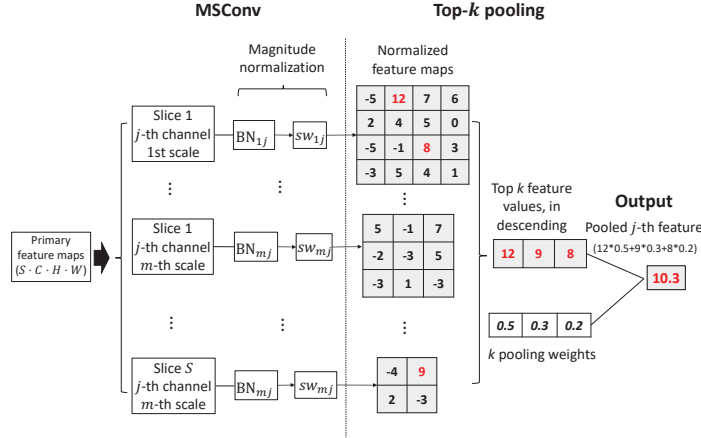 MSConv
Top-k pooling
Magnitude
normalization
Normalized
feature maps
Slice 1
j-th channel
1st scale
BN1j
sw1j
-5 12 7 6
2 4 5 0
-5 -1 8 3
-3 5 4 1
...
...
...
Primary
feature maps
(S · C · H · W)
Slice 1
j-th channel
m-th scale
BNmj
swmj
5 -1 7
-2 -3 5
-3 1 -3
...
...
...
Slice S
j-th channel
m-th scale
BNmj
swmj
-4 9
2 -3
Top k feature
values, in
descending
12 9 8
0.5 0.3 0.2
k pooling weights
Output
Pooled j-th feature
(12*0.5+9*0.3+8*0.2)
10.3